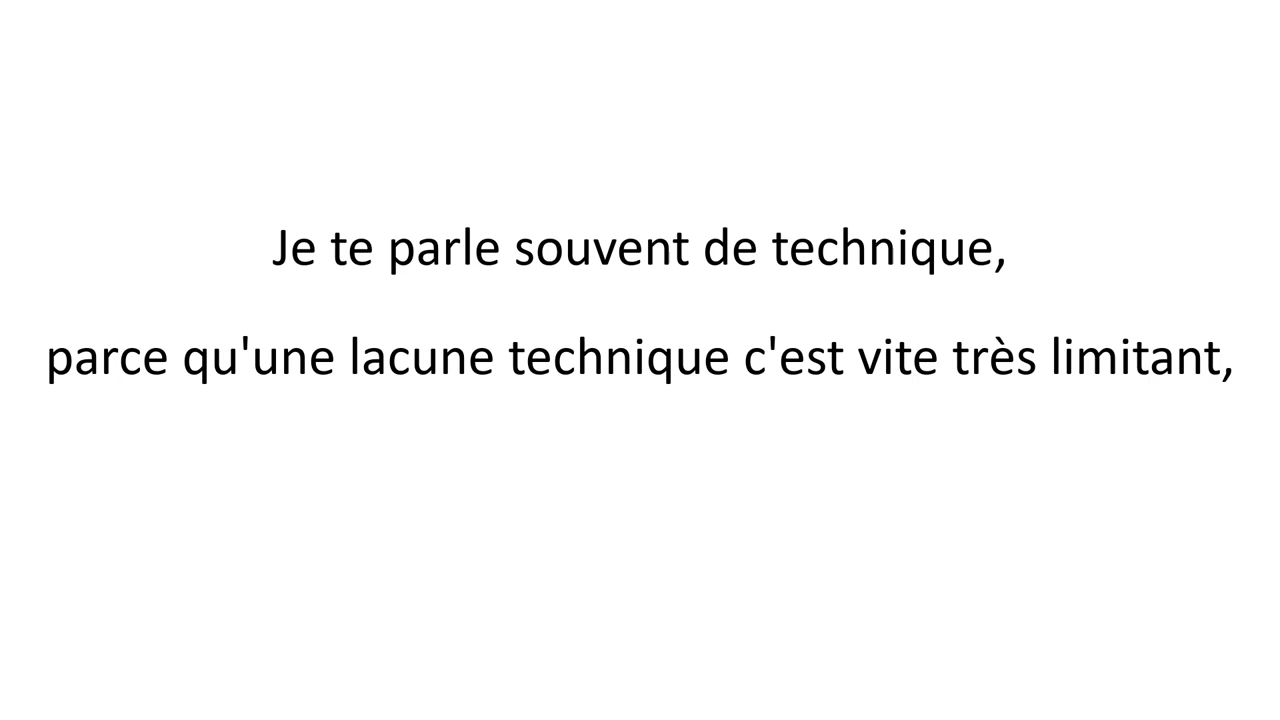 Je te parle souvent de technique,
parce qu'une lacune technique c'est vite très limitant,